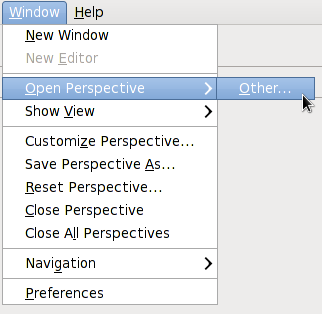 Window Help
New Window
New Editor
Open Perspective Other...
Show View
Customize Perspective...
Save Perspective As...
Reset Perspective...
Close Perspective
Close All Perspectives
Navigation
Preferences